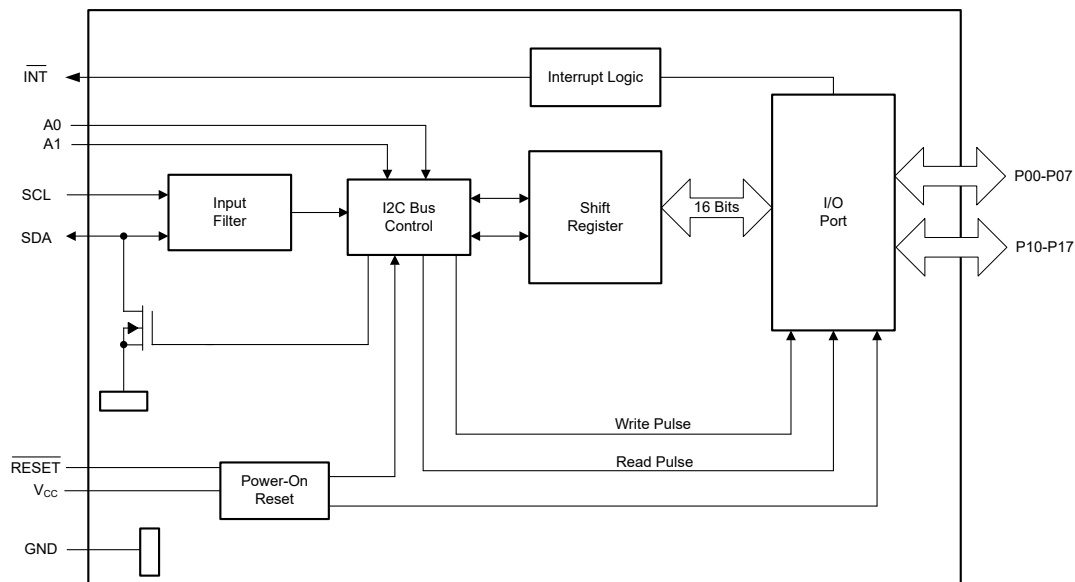 INT
Interrupt Logic
A0
A1
SCL
Input
Filter
I2C Bus
Control
Shift
Register
16 Bits
I/O
Port
P00-P07
SDA
P10-P17
Write Pulse
RESET
Read Pulse
Power-On
Reset
VCC
GND